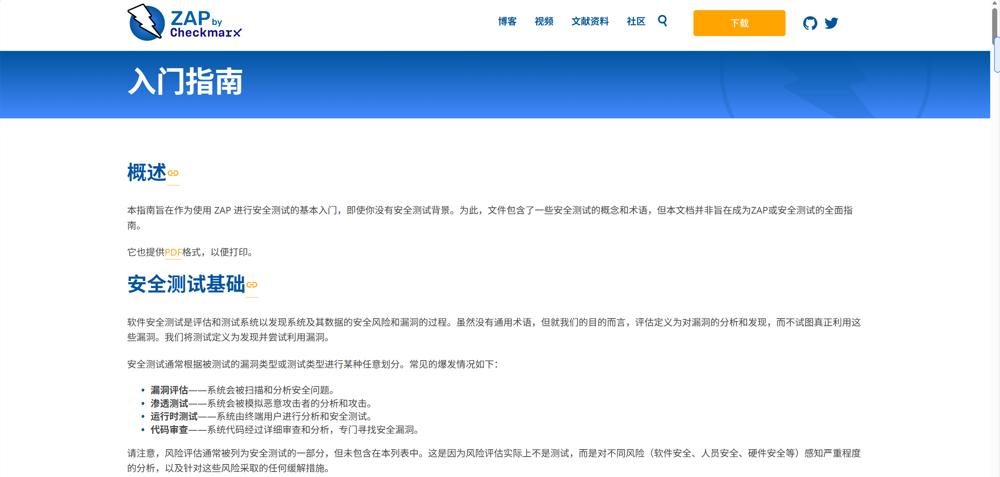 ZAP by
Checkmarx
博客 视频 文献资料 社区 下载
入门指南
概述
本指南旨在作为使用 ZAP 进行安全测试的基本入门，即使你没有安全测试背景。为此，文件包含了一些安全测试的概念和术语，但本文档并非旨在成为ZAP或安全测试的全面指
南。
它也提供PDF格式，以便打印。
安全测试基础
软件安全测试是评估和测试系统以发现系统及其数据的安全风险和漏洞的过程。虽然没有通用术语，但就我们的目的而言，评估定义为对漏洞的分析和发现，而不试图真正利用这
些漏洞。我们将测试定义为发现并尝试利用漏洞。
安全测试通常根据被测试的漏洞类型或测试类型进行某种任意划分。常见的爆发情况如下：
• 漏洞评估——系统会被扫描和分析安全问题。
• 渗透测试——系统会被模拟恶意攻击者的分析和攻击。
• 运行时测试——系统由终端用户进行分析和安全测试。
• 代码审查——系统代码经过详细审查和分析，专门寻找安全漏洞。
请注意，风险评估通常被列为安全测试的一部分，但未包含在本列表中。这是因为风险评估实际上不是测试，而是对不同风险（软件安全、人员安全、硬件安全等）感知严重程度
的分析，以及针对这些风险采取的任何缓解措施。